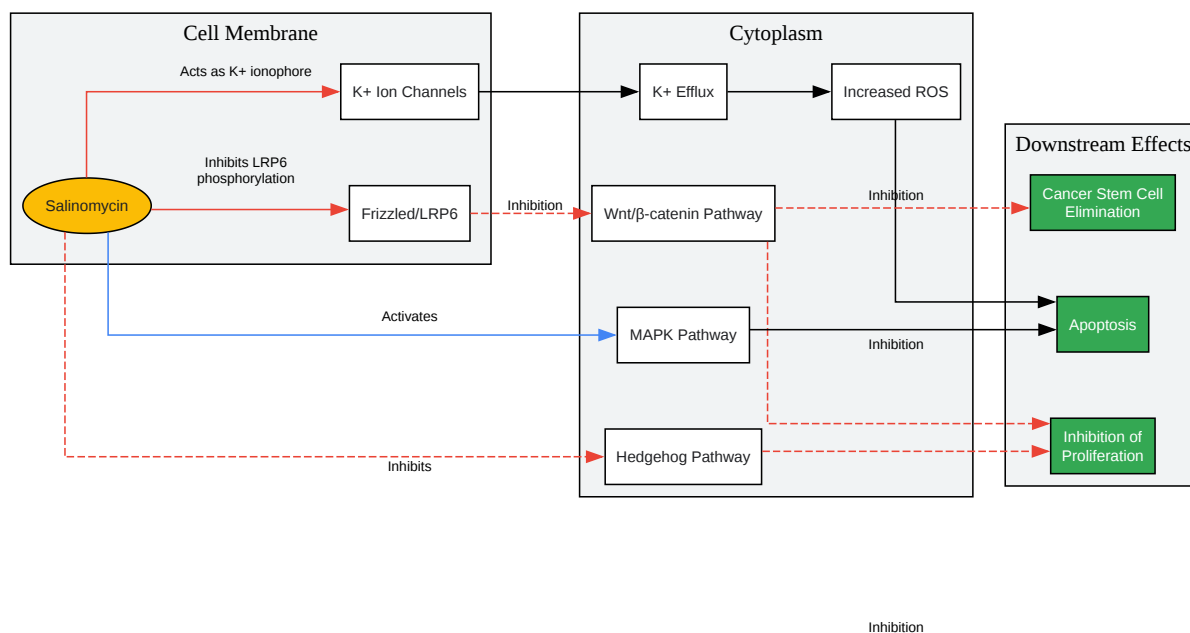 Cell Membrane
Acts as K+ ionophore
K+ Ion Channels
Inhibits LRP6
phosphorylation
Salinomycin
Frizzled/LRP6
Inhibition
Activates
Inhibits
Cytoplasm
K+ Efflux
Increased ROS
Wnt/β-catenin Pathway
Inhibition
MAPK Pathway
Inhibition
Hedgehog Pathway
Downstream Effects
Cancer Stem Cell
Elimination
Apoptosis
Inhibition of
Proliferation
Inhibition